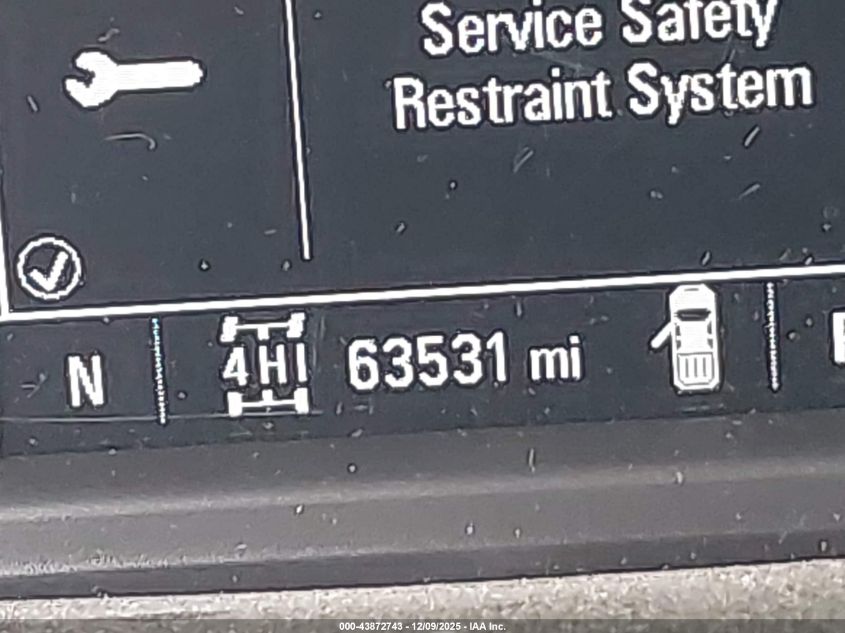 Service Safety
Restraint System
N
4HI
63531 mi
000-43872743 - 12/09/2025 - IAA Inc.